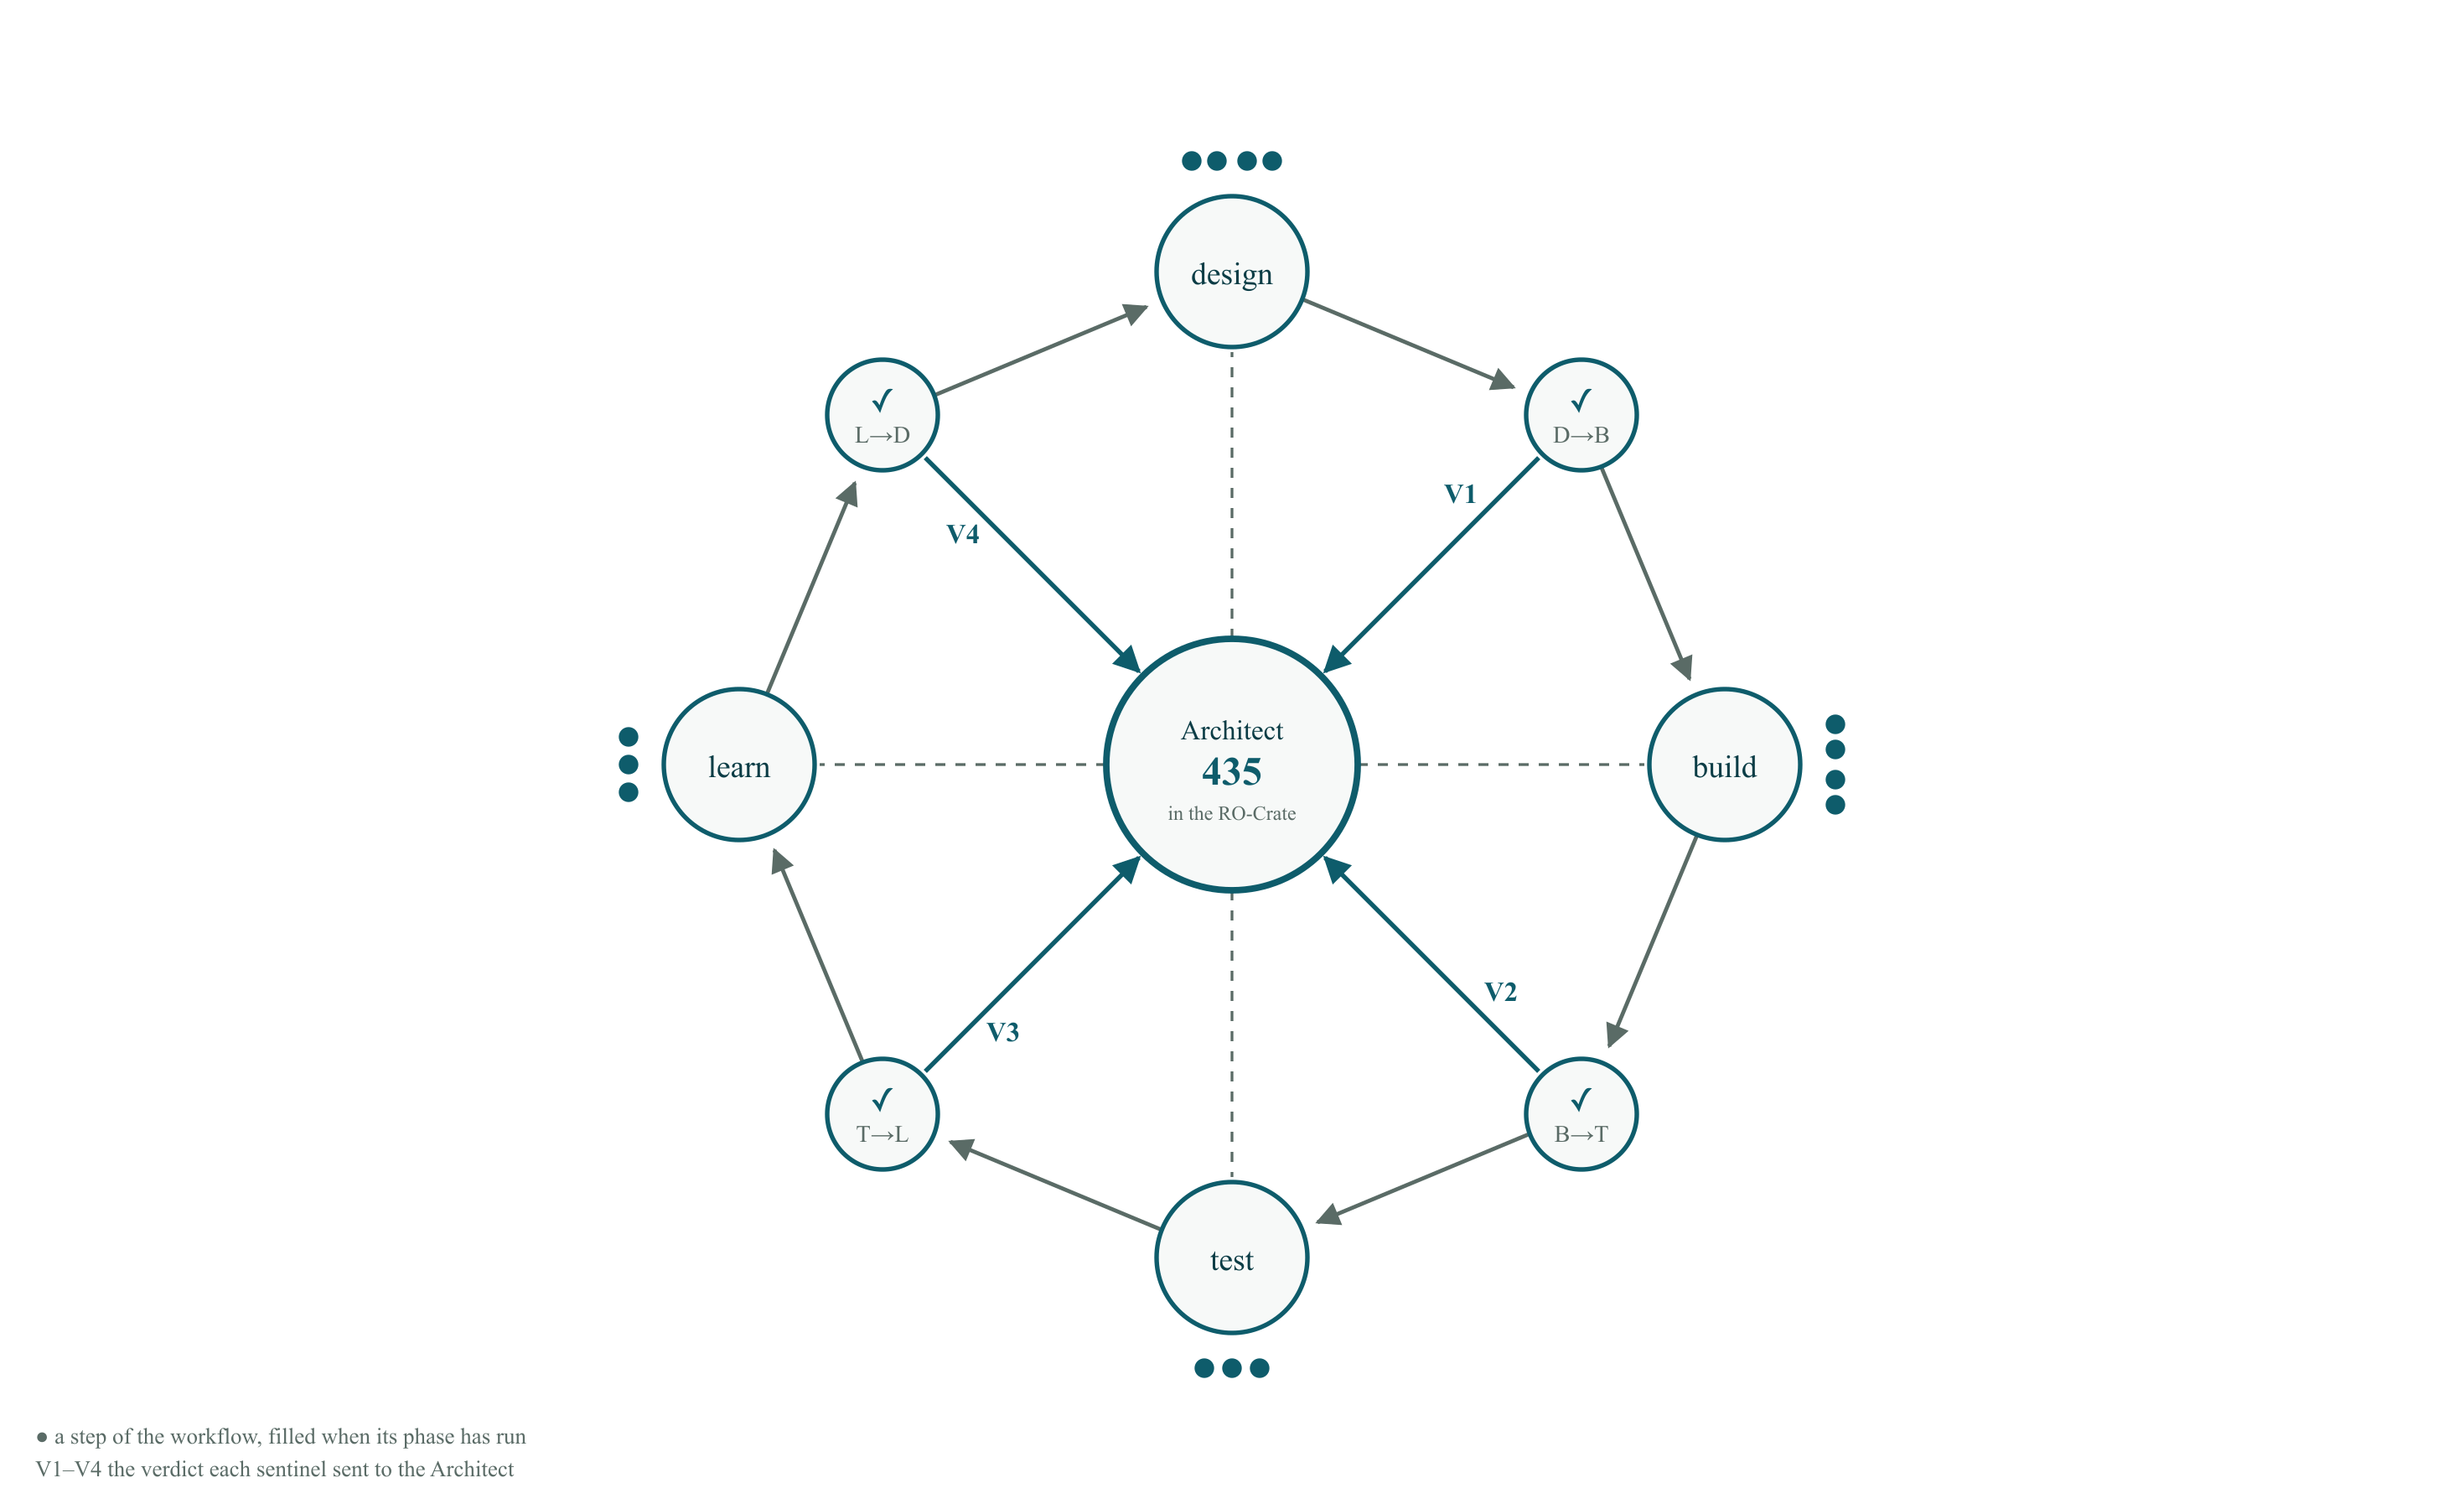 design
✓
L→D
✓
D→B
V1
V4
Architect
435
in the RO-Crate
learn
build
V2
V3
✓
T→L
✓
B→T
test
● a step of the workflow, filled when its phase has run
V1–V4 the verdict each sentinel sent to the Architect